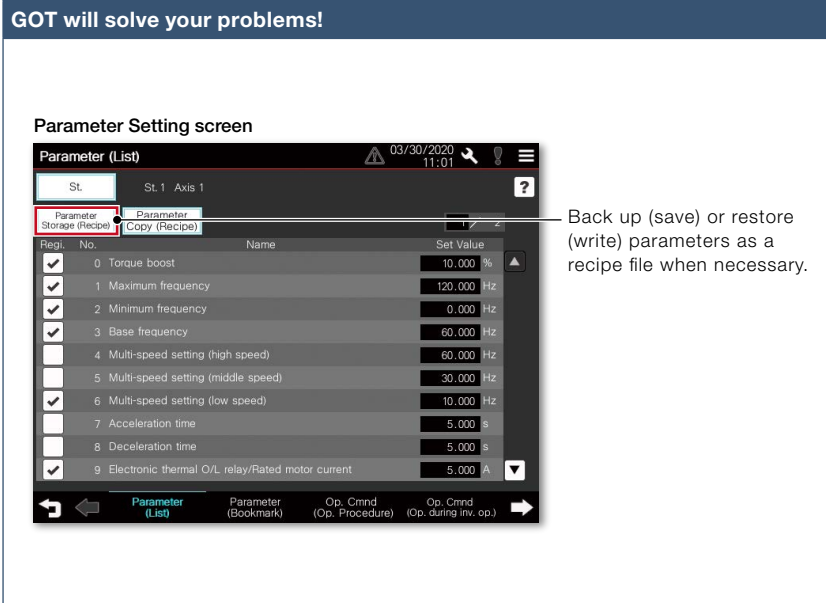 GOT will solve your problems!
Parameter Setting screen
Parameter (List)
03/30/2020
11:01
St.
St. 1 Axis 1
?
Parameter
Storage (Recipe)
Parameter
Copy (Recipe)
1 / 2
Back up (save) or restore
(write) parameters as a
recipe file when necessary.
Regi. No. Name Set Value
0 Torque boost 10.000 %
1 Maximum frequency 120.000 Hz
2 Minimum frequency 0.000 Hz
3 Base frequency 60.000 Hz
4 Multi-speed setting (high speed) 60.000 Hz
5 Multi-speed setting (middle speed) 30.000 Hz
6 Multi-speed setting (low speed) 10.000 Hz
7 Acceleration time 5.000 s
8 Deceleration time 5.000 s
9 Electronic thermal O/L relay/Rated motor current 5.000 A
Parameter
(List)
Parameter
(Bookmark)
Op. Cmnd
(Op. Procedure)
Op. Cmnd
(Op. during inv. op.)